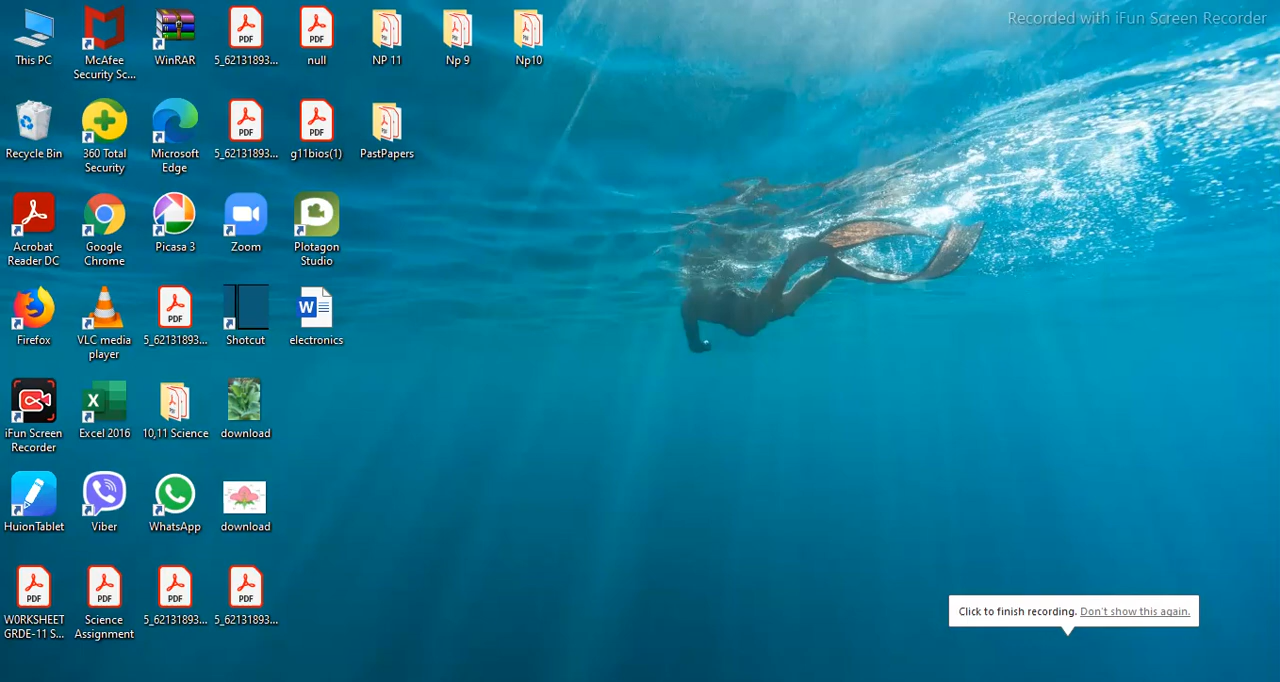 Recorded with iFun Screen Recorder
This PC
McAfee
Security Sc...
WinRAR
5_62131893...
null
NP 11
Np 9
Np10
Recycle Bin
360 Total
Security
Microsoft
Edge
5_62131893...
g11bios(1)
PastPapers
Acrobat
Reader DC
Google
Chrome
Picasa 3
Zoom
Plotagon
Studio
Firefox
VLC media
player
5_62131893...
Shotcut
electronics
iFun Screen
Recorder
Excel 2016
10,11 Science
download
HuionTablet
Viber
WhatsApp
download
W0RKSHEET
GRDE-11 S...
Science
Assignment
5_62131893...
5_62131893...
Click to finish recording. Don't show this again.